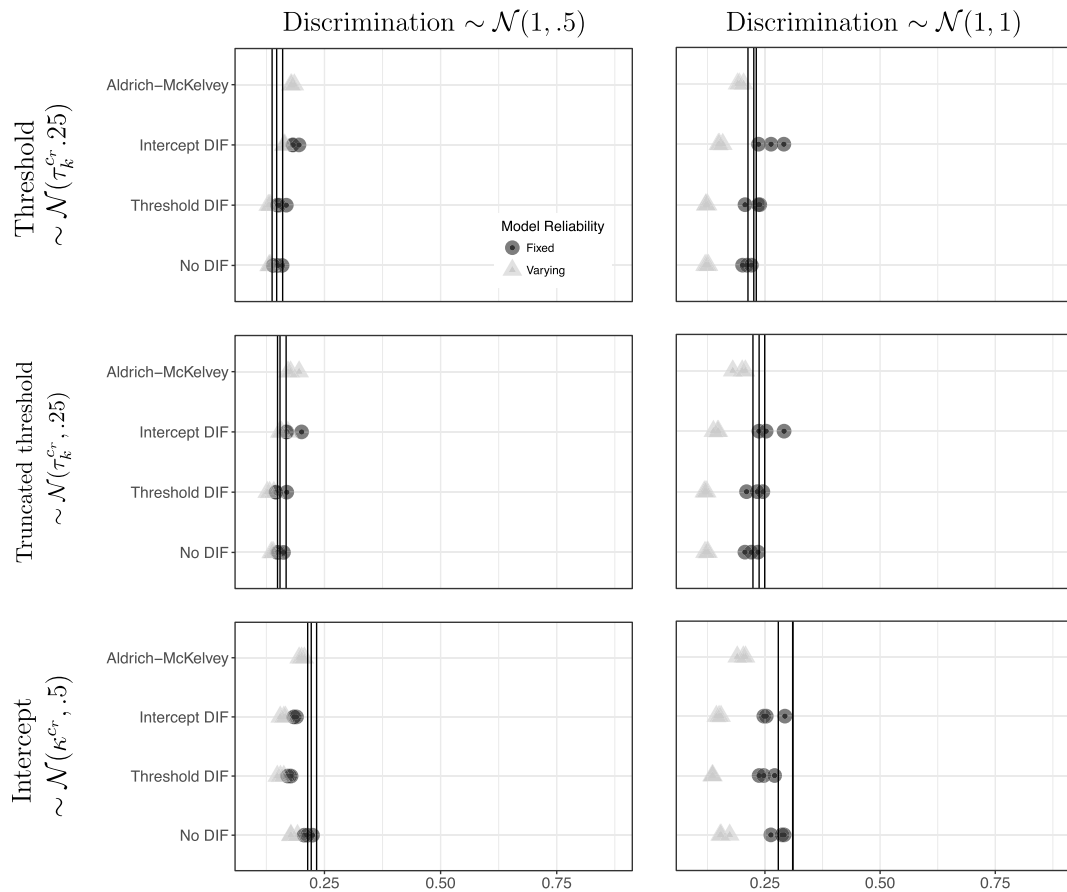 Discrimination ∼ 𝒩(1, .5)
Discrimination ∼ 𝒩(1, 1)
Threshold
∼ 𝒩(τ_k^{c_r}.25)
Aldrich−McKelvey
Intercept DIF
Threshold DIF
No DIF
Model Reliability
Fixed
Varying
Truncated threshold
∼ 𝒩(τ_k^{c_r}, .25)
Aldrich−McKelvey
Intercept DIF
Threshold DIF
No DIF
Intercept
∼ 𝒩(κ^{c_r}, .5)
Aldrich−McKelvey
Intercept DIF
Threshold DIF
No DIF
0.25 0.50 0.75
0.25 0.50 0.75